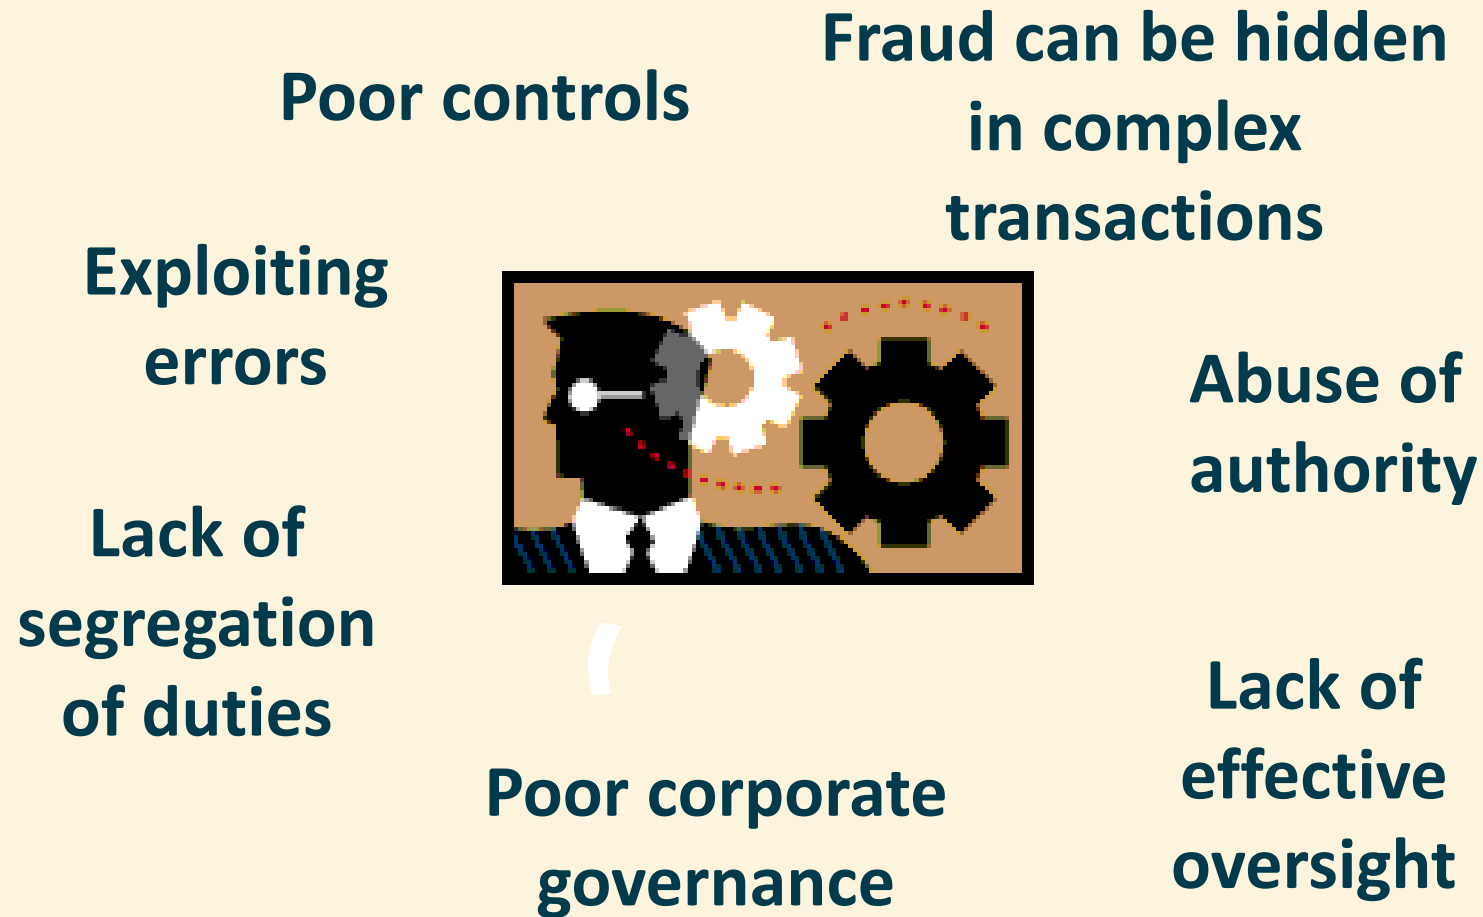 Poor controls
Fraud can be hidden
in complex
transactions
Exploiting
errors
Abuse of
authority
Lack of
segregation
of duties
Lack of
effective
oversight
Poor corporate
governance